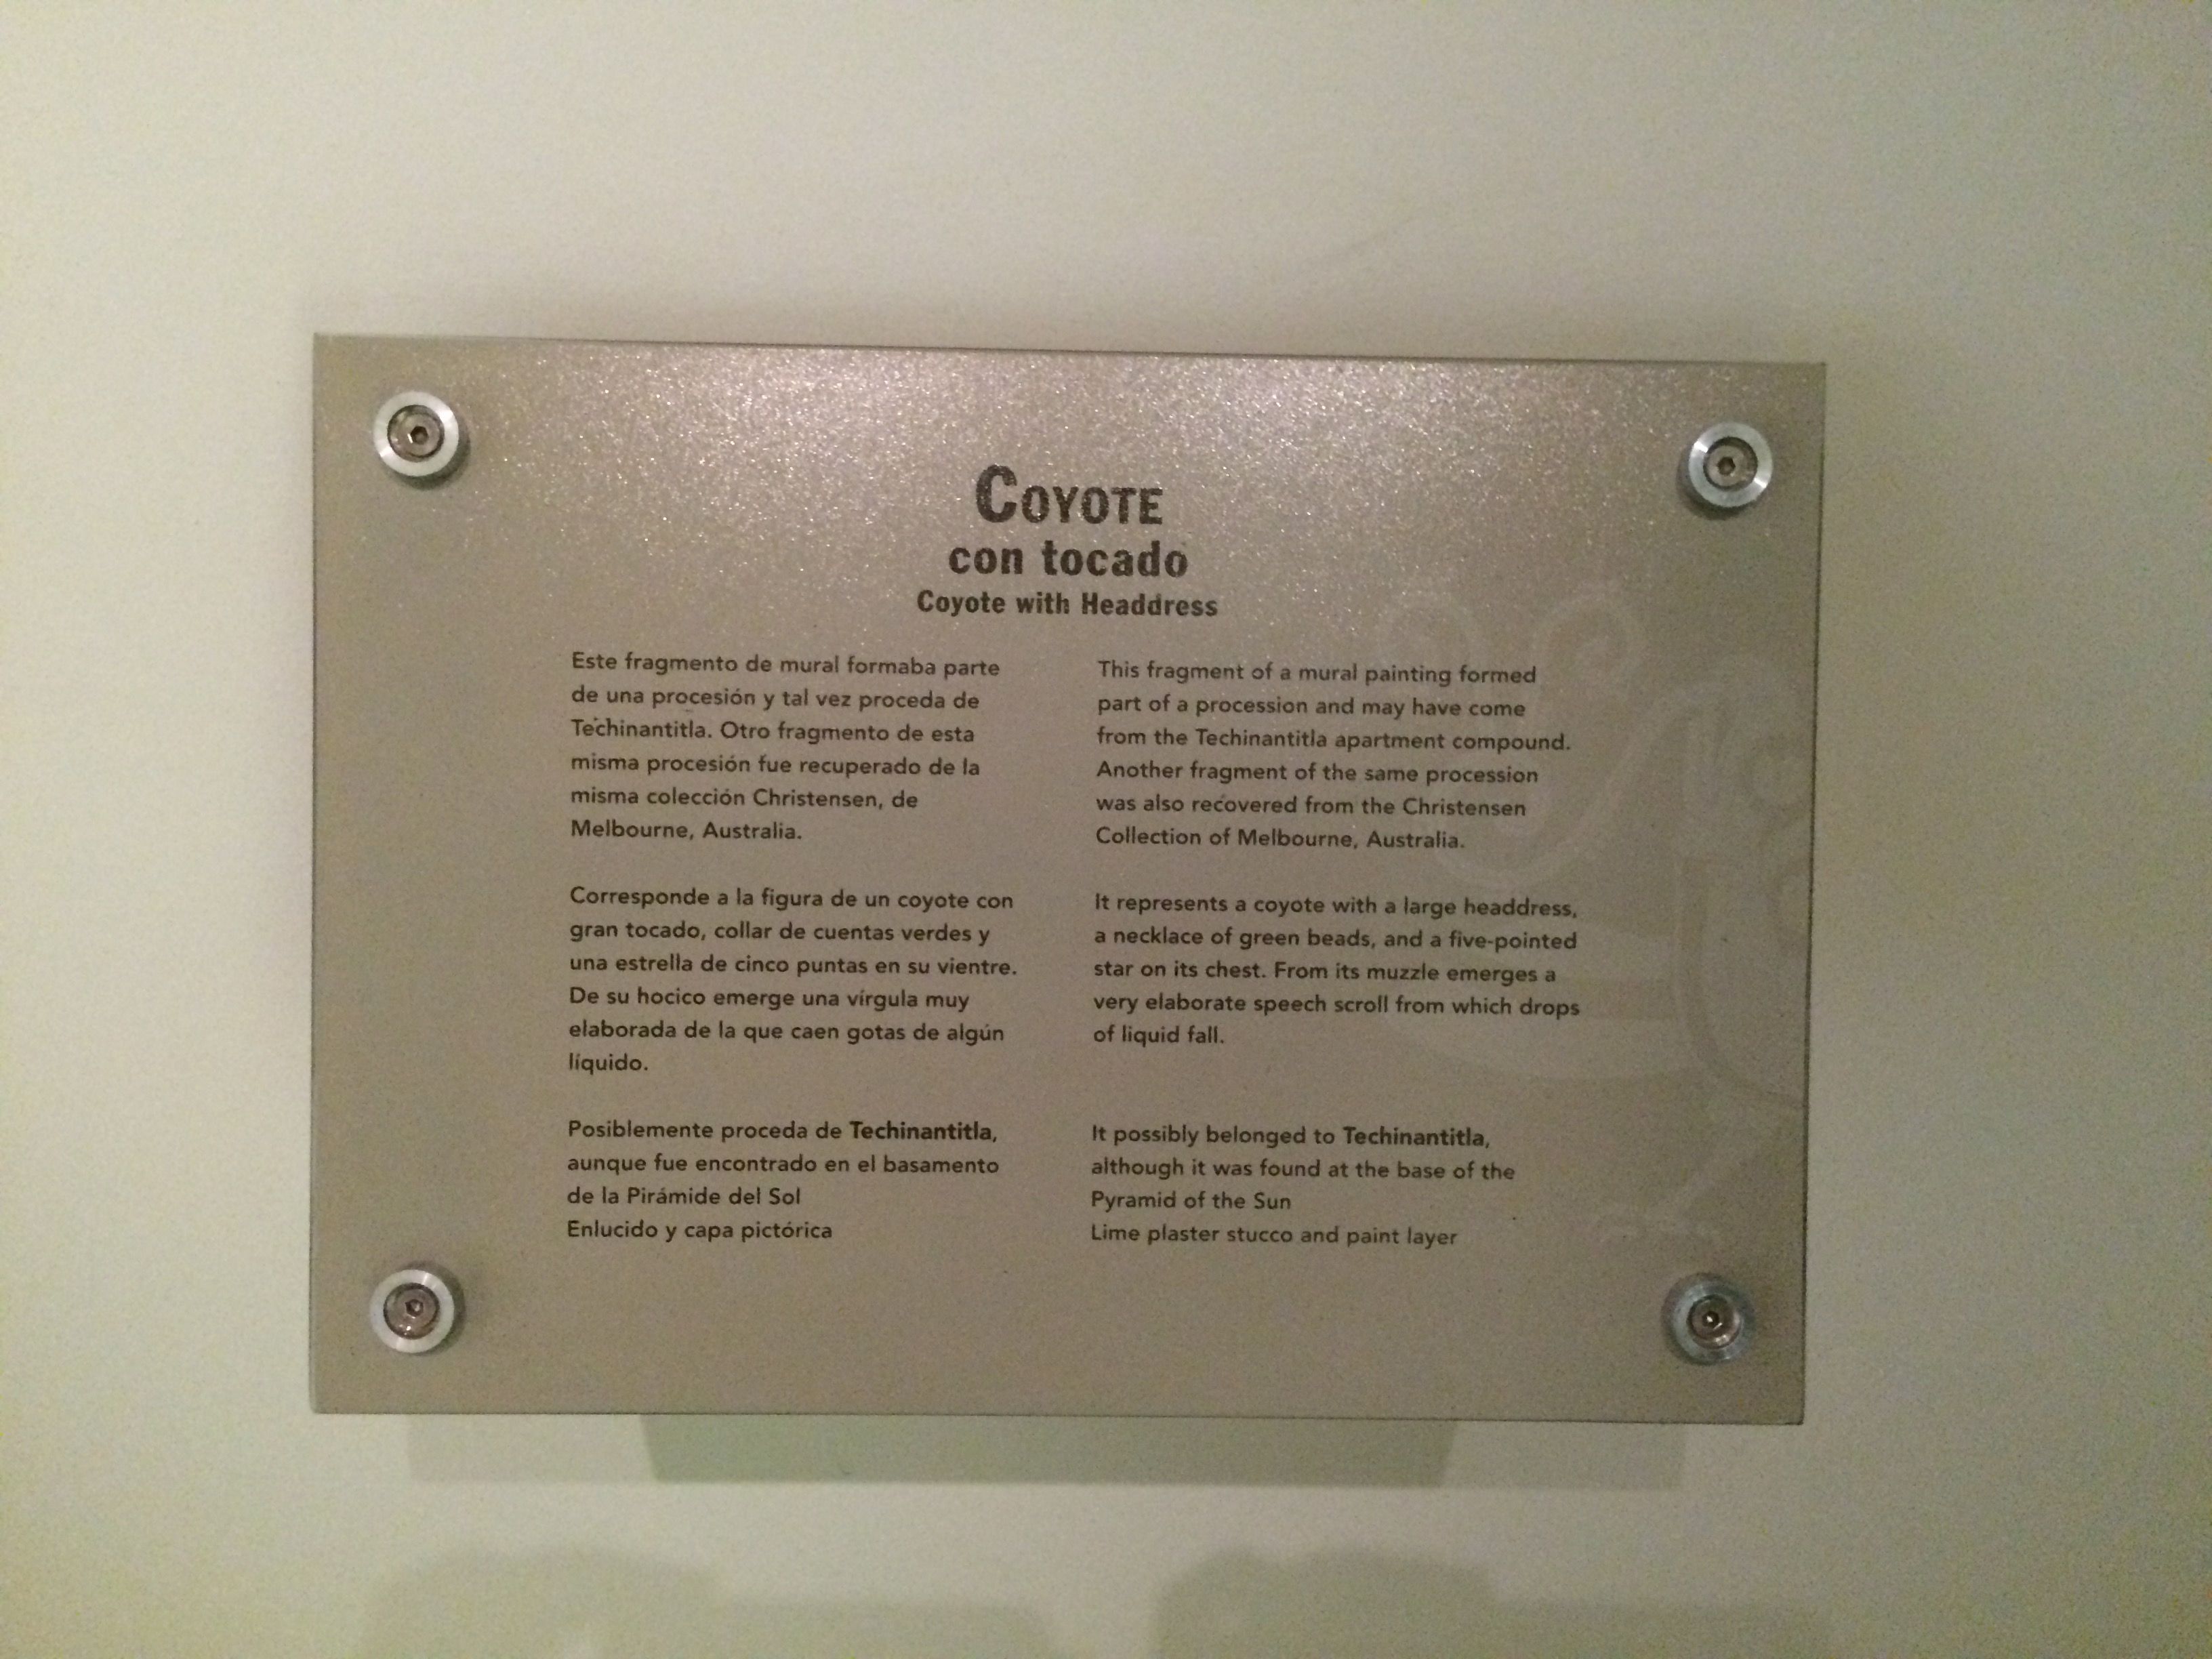 COYOTE
con tocado
Coyote with Headdress
Este fragmento de mural formaba parte
de una procesión y tal vez proceda de
Techinantitla. Otro fragmento de esta
misma procesión fue recuperado de la
misma colección Christensen, de
Melbourne, Australia.
Corresponde a la figura de un coyote con
gran tocado, collar de cuentas verdes y
una estrella de cinco puntas en su vientre.
De su hocico emerge una vírgula muy
elaborada de la que caen gotas de algún
líquido.
Posiblemente proceda de Techinantitla,
aunque fue encontrado en el basamento
de la Pirámide del Sol
Enlucido y capa pictórica
This fragment of a mural painting formed
part of a procession and may have come
from the Techinantitla apartment compound.
Another fragment of the same procession
was also recovered from the Christensen
Collection of Melbourne, Australia.
It represents a coyote with a large headdress,
a necklace of green beads, and a five-pointed
star on its chest. From its muzzle emerges a
very elaborate speech scroll from which drops
of liquid fall.
It possibly belonged to Techinantitla,
although it was found at the base of the
Pyramid of the Sun
Lime plaster stucco and paint layer